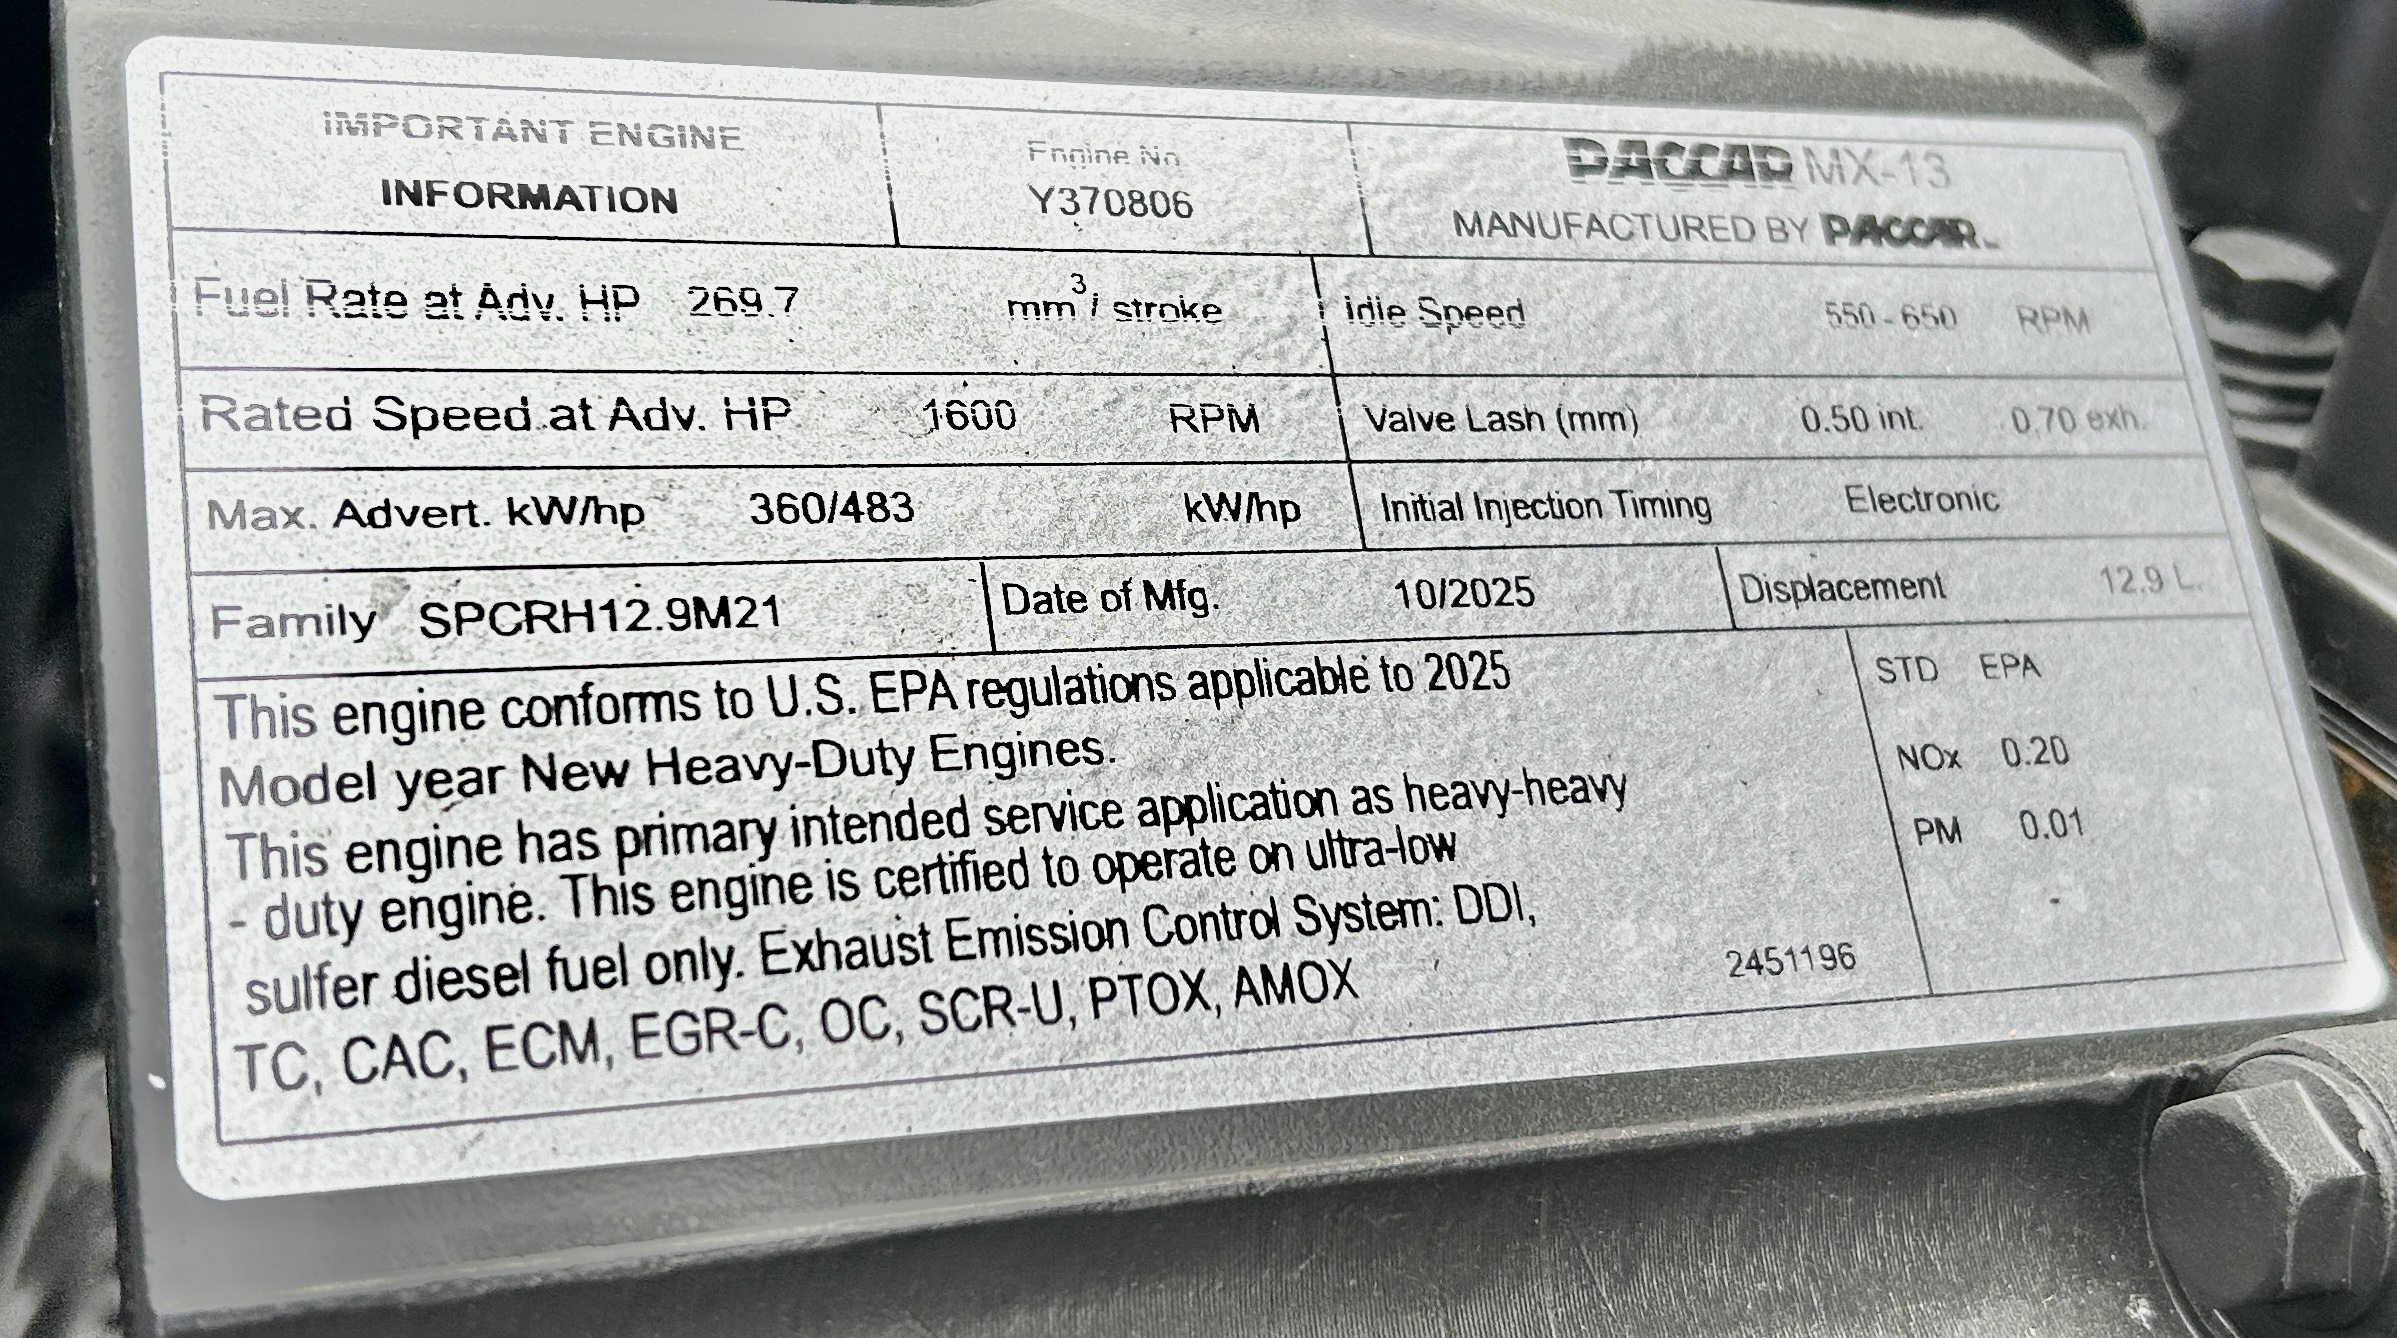 IMPORTANT ENGINE
INFORMATION
Engine No
Y370806
PACCAR MX-13
MANUFACTURED BY PACCAR
Fuel Rate at Adv. HP 269.7 mm³/ stroke
Idle Speed 550-650 RPM
Rated Speed at Adv. HP 1600 RPM
Valve Lash (mm) 0.50 int. 0.70 exh.
Max. Advert. kW/hp 360/483 kW/hp
Initial Injection Timing Electronic
Family SPCRH12.9M21
Date of Mfg. 10/2025
Displacement 12.9 L.
This engine conforms to U.S. EPA regulations applicable to 2025
Model year New Heavy-Duty Engines.
This engine has primary intended service application as heavy-heavy
- duty engine. This engine is certified to operate on ultra-low
sulfer diesel fuel only. Exhaust Emission Control System: DDI,
TC, CAC, ECM, EGR-C, OC, SCR-U, PTOX, AMOX
2451196
STD EPA
NOx 0.20
PM 0.01
-